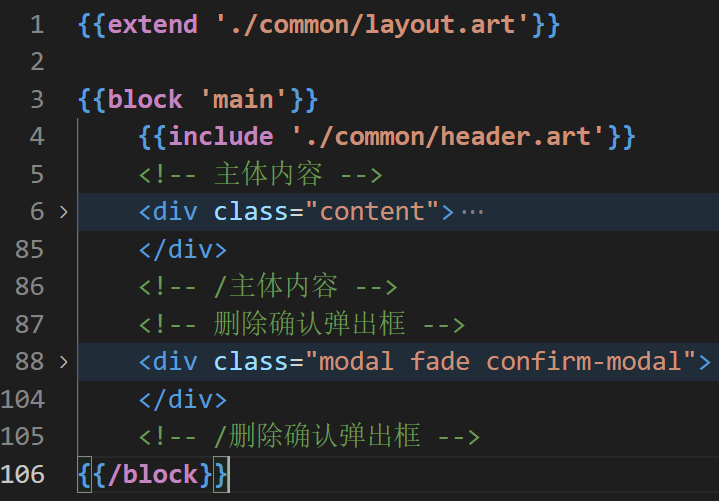 1 {{extend './common/layout.art'}}
2
3 {{block 'main'}}
4 {{include './common/header.art'}}
5 <!-- 主体内容 -->
6 > <div class="content">⋯
85 </div>
86 <!-- /主体内容 -->
87 <!-- 删除确认弹出框 -->
88 > <div class="modal fade confirm-modal">
104 </div>
105 <!-- /删除确认弹出框 -->
106 {{/block}}